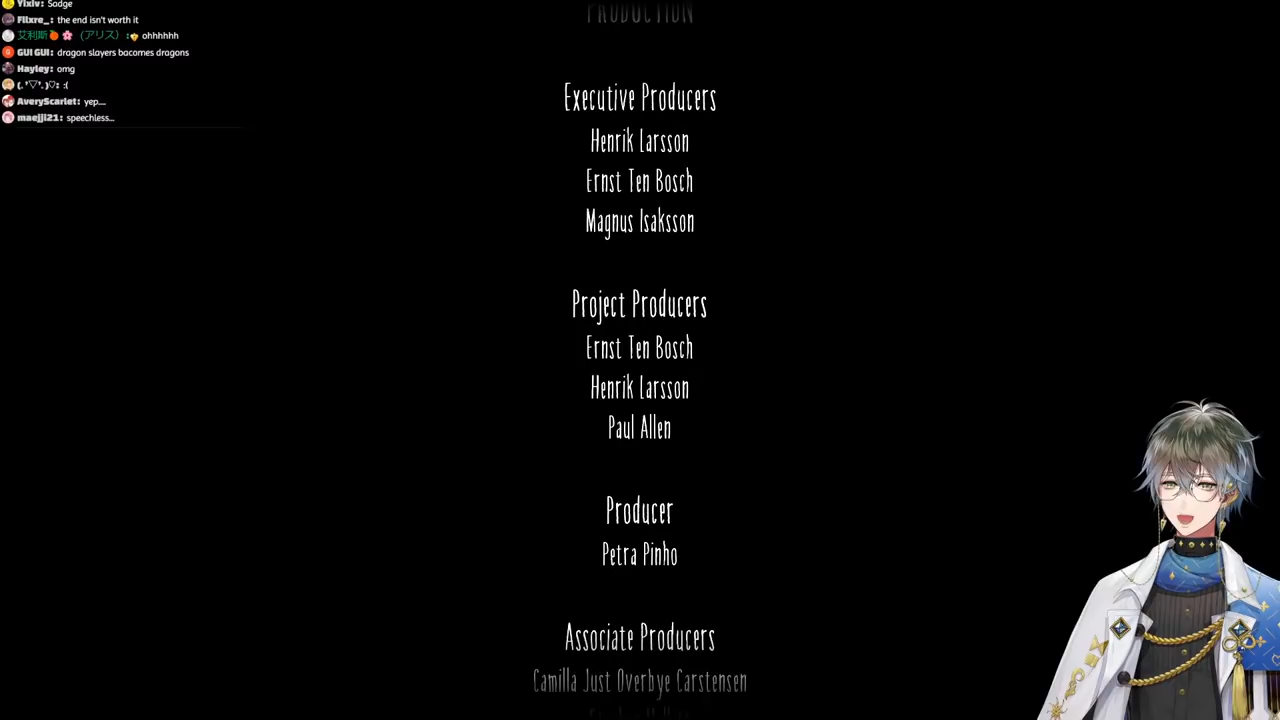 Yixiv: Sadge
Flixre_: the end isn't worth it
艾利斯🍊🌸 (アリス) : ohhhhhh
GUI GUI: dragon slayers bacomes dragons
Hayley: omg
(. ❜▽❜. )♡: :(
AveryScarlet: yep....
maejji21: speechless...
PRODUCTION
Executive Producers
Henrik Larsson
Ernst Ten Bosch
Magnus Isaksson
Project Producers
Ernst Ten Bosch
Henrik Larsson
Paul Allen
Producer
Petra Pinho
Associate Producers
Camilla Just Overbye Carstensen